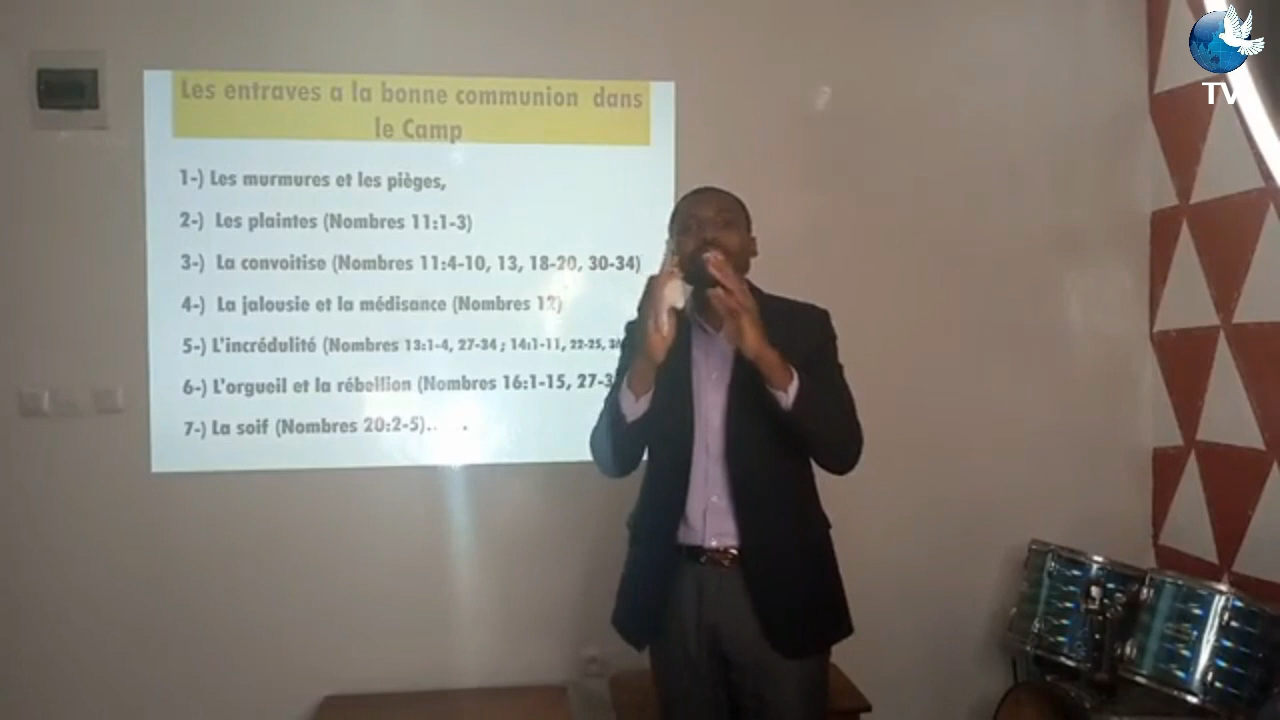 Les entraves a la bonne communion dans
le Camp
1-) Les murmures et les pièges,
2-) Les plaintes (Nombres 11:1-3)
3-) La convoitise (Nombres 11:4-10, 13, 18-20, 30-34)
4-) La jalousie et la médisance (Nombres 12)
5-) L'incrédulité (Nombres 13:1-4, 27-34 ; 14:1-11, 22-25,
6-) L'orgueil et la rébellion (Nombres 16:1-15,
7-) La soif (Nombres 20:2-5).. .
TV